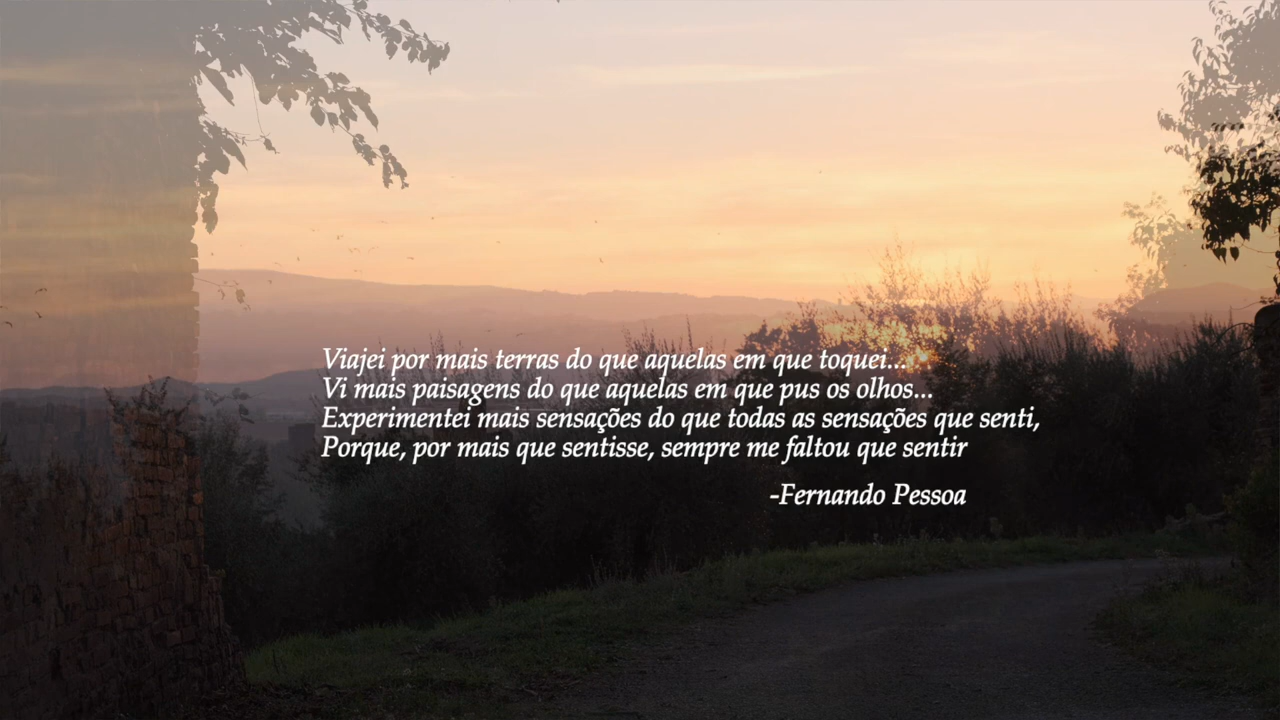 Viajei por mais terras do que aquelas em que toquei...
Vi mais paisagens do que aquelas em que pus os olhos...
Experimentei mais sensações do que todas as sensações que senti,
Porque, por mais que sentisse, sempre me faltou que sentir
-Fernando Pessoa